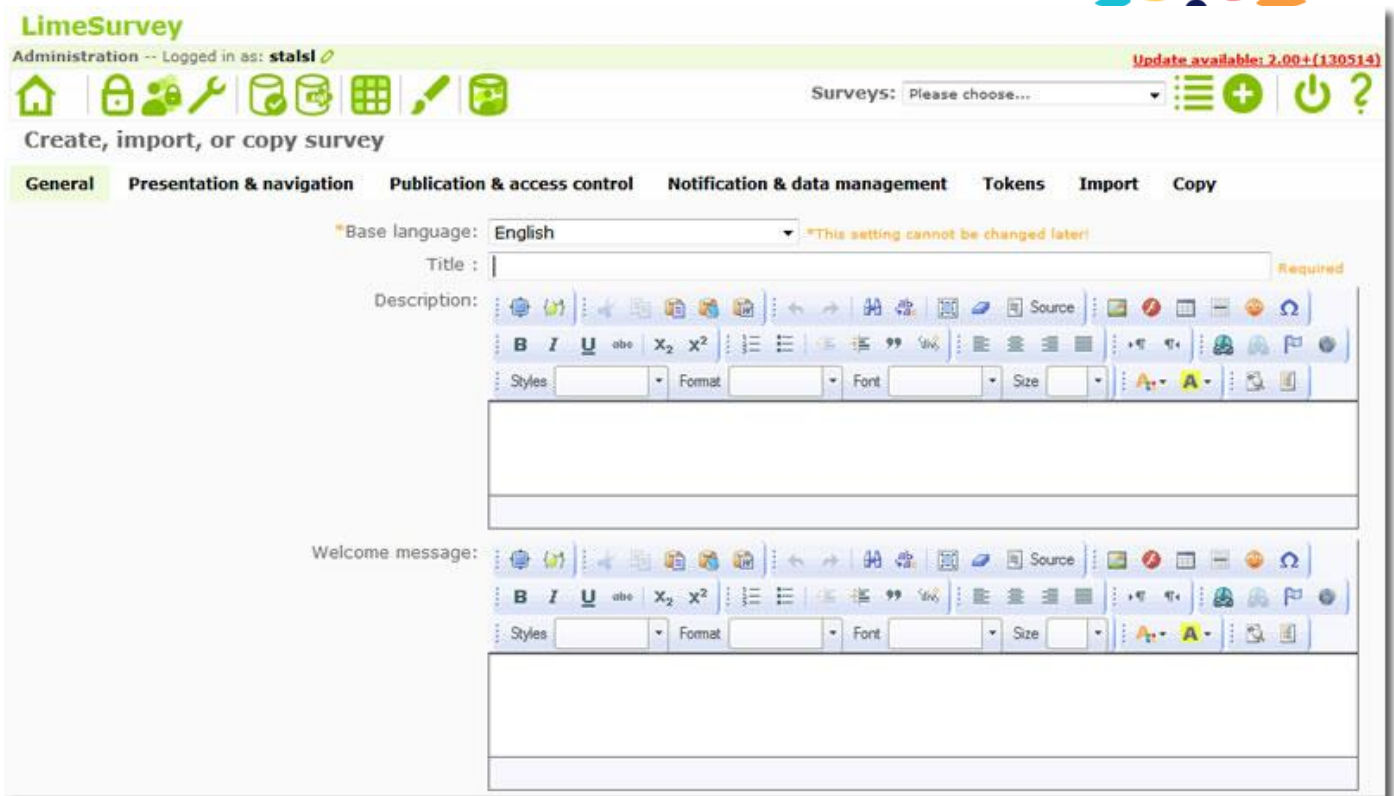 LimeSurvey
Administration -- Logged in as: stalsl
Update available: 2.00+(130514)
Surveys: Please choose...
Create, import, or copy survey
General Presentation & navigation Publication & access control Notification & data management Tokens Import Copy
*Base language: English *This setting cannot be changed later!
Title : Required
Description:
Source
B I U abc X₂ X²
Styles Format Font Size A A
Welcome message:
Source
B I U abc X₂ X²
Styles Format Font Size A A